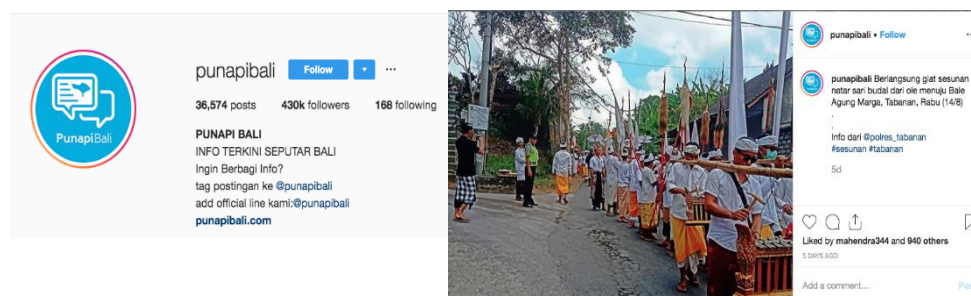 punapibali Follow
36,574 posts 430k followers 168 following
PUNAPI BALI
INFO TERKINI SEPUTAR BALI
Ingin Berbagi Info?
tag postingan ke @punapibali
add official line kami:@punapibali
punapibali.com
PunapiBali
punapibali • Follow
punapibali Berlangsung giat sesunan
natar sari budal dari ole menuju Bale
Agung Marga, Tabanan, Rabu (14/8)
.
.
Info dari @polres_tabanan
#sesunan #tabanan
5d
Liked by mahendra344 and 940 others
5 DAYS AGO
Add a comment...